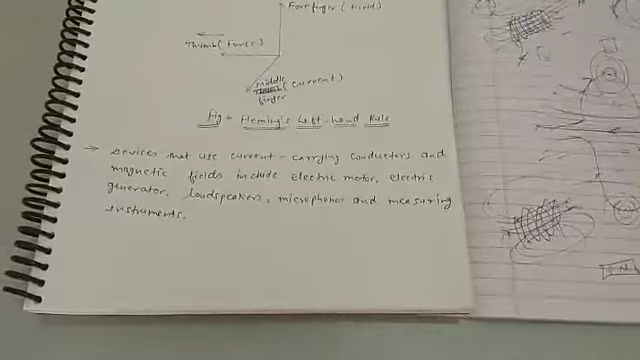 Forefinger (Field)
Thumb (Force)
Middle (Current)
finger
Fig - Fleming's Left-hand Rule
→ Devices that use current-carrying conductors and
magnetic fields include electric motor, electric
generator, loudspeakers, microphones and measuring
instruments.